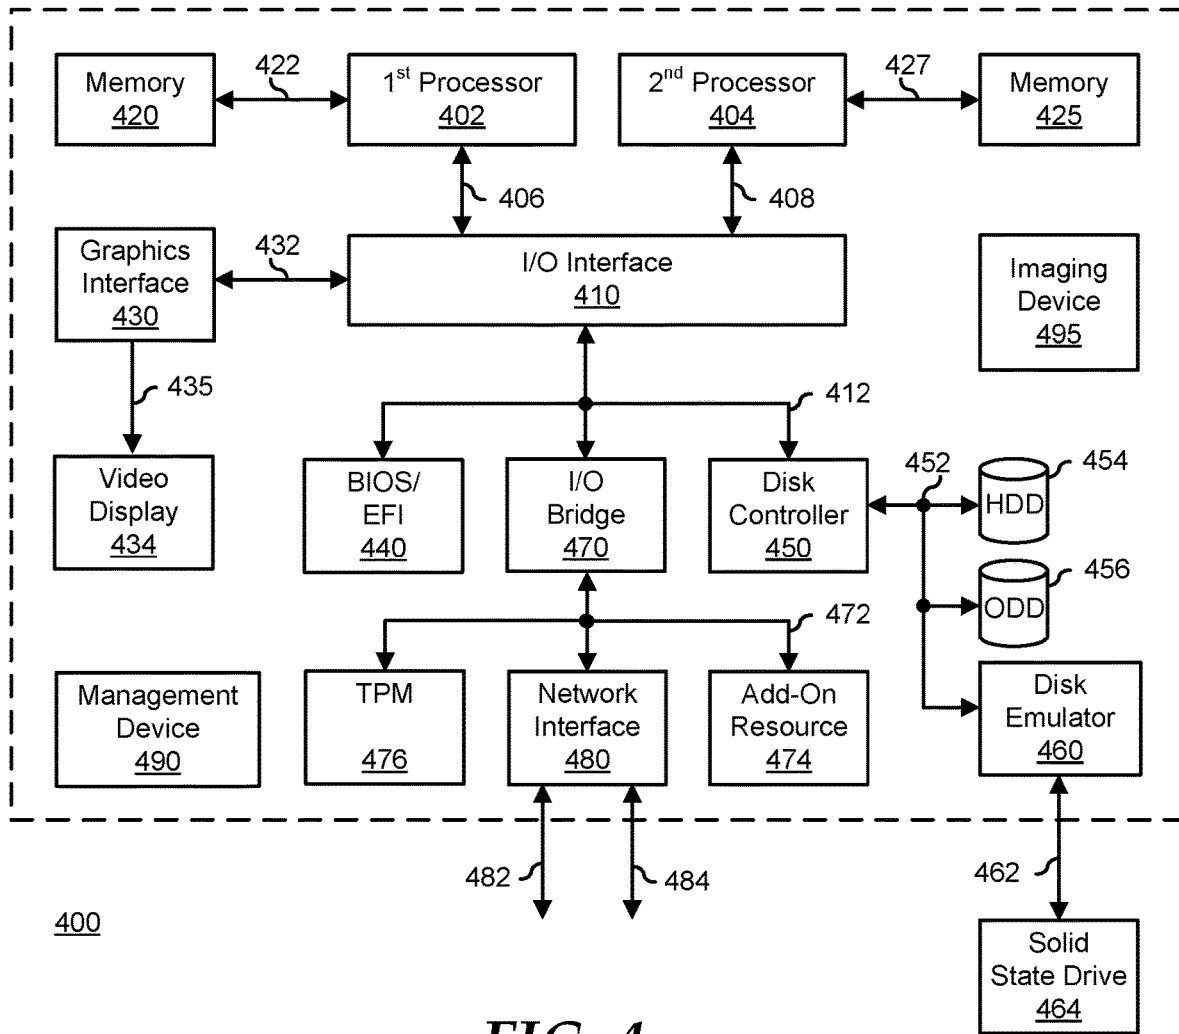 Memory
420
422
1st Processor
402
2nd Processor
404
427
Memory
425
406
408
Graphics
Interface
430
432
I/O Interface
410
Imaging
Device
495
435
412
Video
Display
434
BIOS/
EFI
440
I/O
Bridge
470
Disk
Controller
450
452
HDD
454
ODD
456
472
Management
Device
490
TPM
476
Network
Interface
480
Add-On
Resource
474
Disk
Emulator
460
482
484
462
400
Solid
State Drive
464
FIG. 4